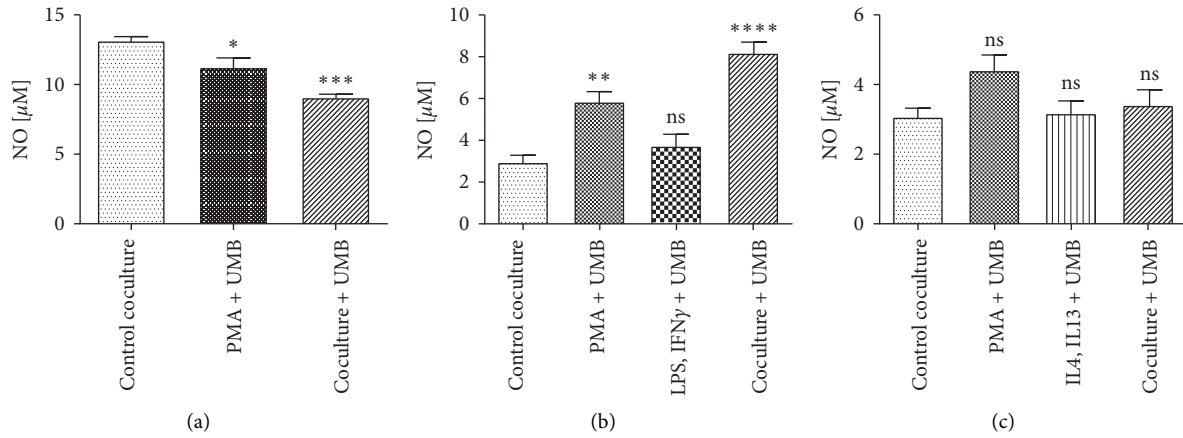 15
10
5
0
NO [μM]
*
***
Control coculture
PMA + UMB
Coculture + UMB
(a)
10
8
6
4
2
0
NO [μM]
**
ns
****
Control coculture
PMA + UMB
LPS, IFNγ + UMB
Coculture + UMB
(b)
6
4
2
0
NO [μM]
ns
ns
ns
Control coculture
PMA + UMB
IL4, IL13 + UMB
Coculture + UMB
(c)